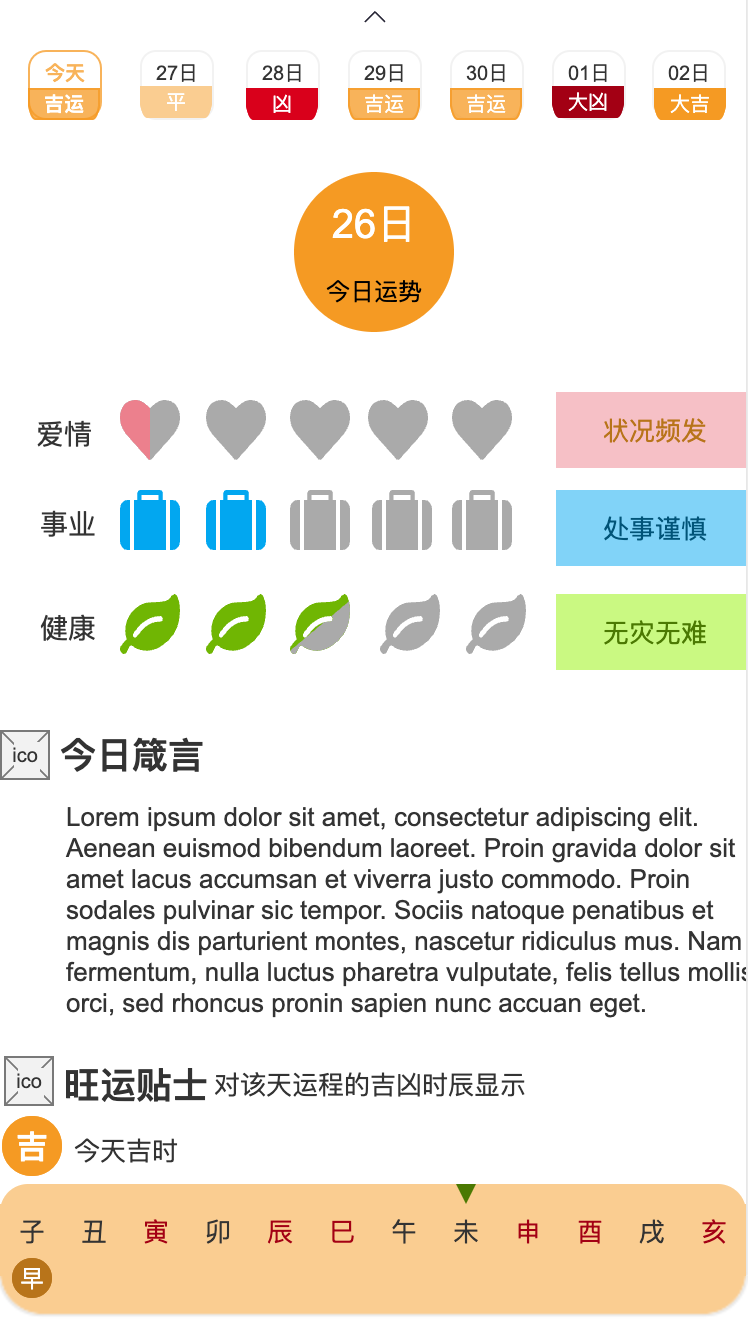 今天 27日 28日 29日 30日 01日 02日
吉运 平 凶 吉运 吉运 大凶 大吉
26日
今日运势
爱情 状况频发
事业 处事谨慎
健康 无灾无难
ico 今日箴言
Lorem ipsum dolor sit amet, consectetur adipiscing elit.
Aenean euismod bibendum laoreet. Proin gravida dolor sit
amet lacus accumsan et viverra justo commodo. Proin
sodales pulvinar sic tempor. Sociis natoque penatibus et
magnis dis parturient montes, nascetur ridiculus mus. Nam
fermentum, nulla luctus pharetra vulputate, felis tellus mollis
orci, sed rhoncus pronin sapien nunc accuan eget.
ico 旺运贴士 对该天运程的吉凶时辰显示
吉 今天吉时
子 丑 寅 卯 辰 巳 午 未 申 酉 戌 亥
早